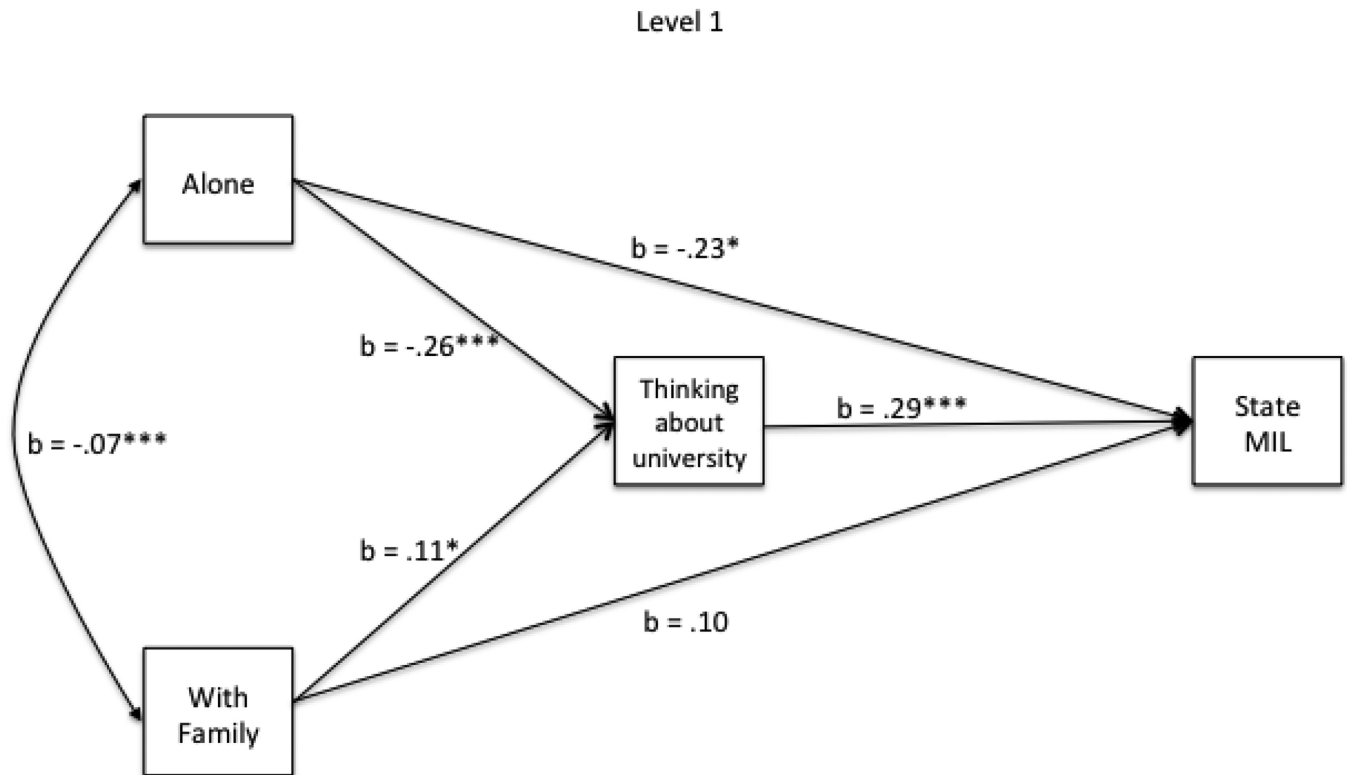 Level 1
Alone
b = -.23*
b = -.26***
Thinking
about
university
b = .29***
State
MIL
b = -.07***
b = .11*
b = .10
With
Family